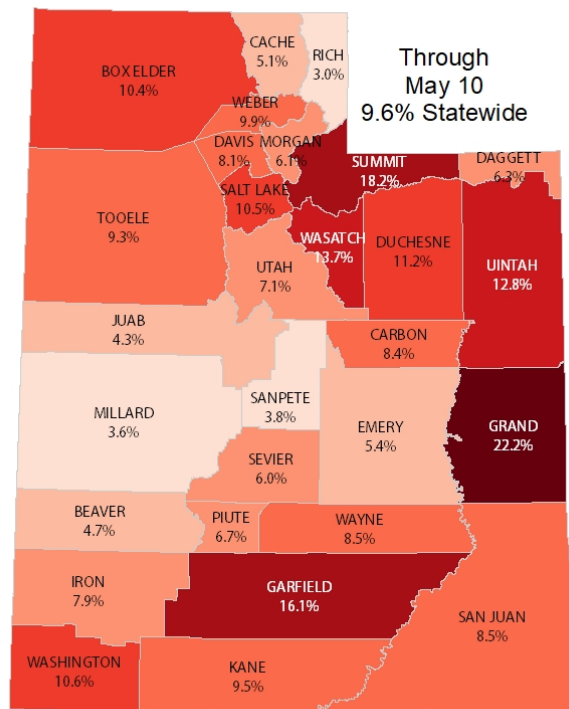 Through
May 10
9.6% Statewide
CACHE
5.1%
RICH
3.0%
BOX ELDER
10.4%
WEBER
9.9%
DAVIS
8.1%
MORGAN
6.1%
SUMMIT
18.2%
DAGGETT
6.3%
SALT LAKE
10.5%
TOOELE
9.3%
WASATCH
13.7%
DUCHESNE
11.2%
UINTAH
12.8%
UTAH
7.1%
JUAB
4.3%
CARBON
8.4%
SANPETE
3.8%
MILLARD
3.6%
EMERY
5.4%
GRAND
22.2%
SEVIER
6.0%
BEAVER
4.7%
PIUTE
6.7%
WAYNE
8.5%
IRON
7.9%
GARFIELD
16.1%
SAN JUAN
8.5%
WASHINGTON
10.6%
KANE
9.5%